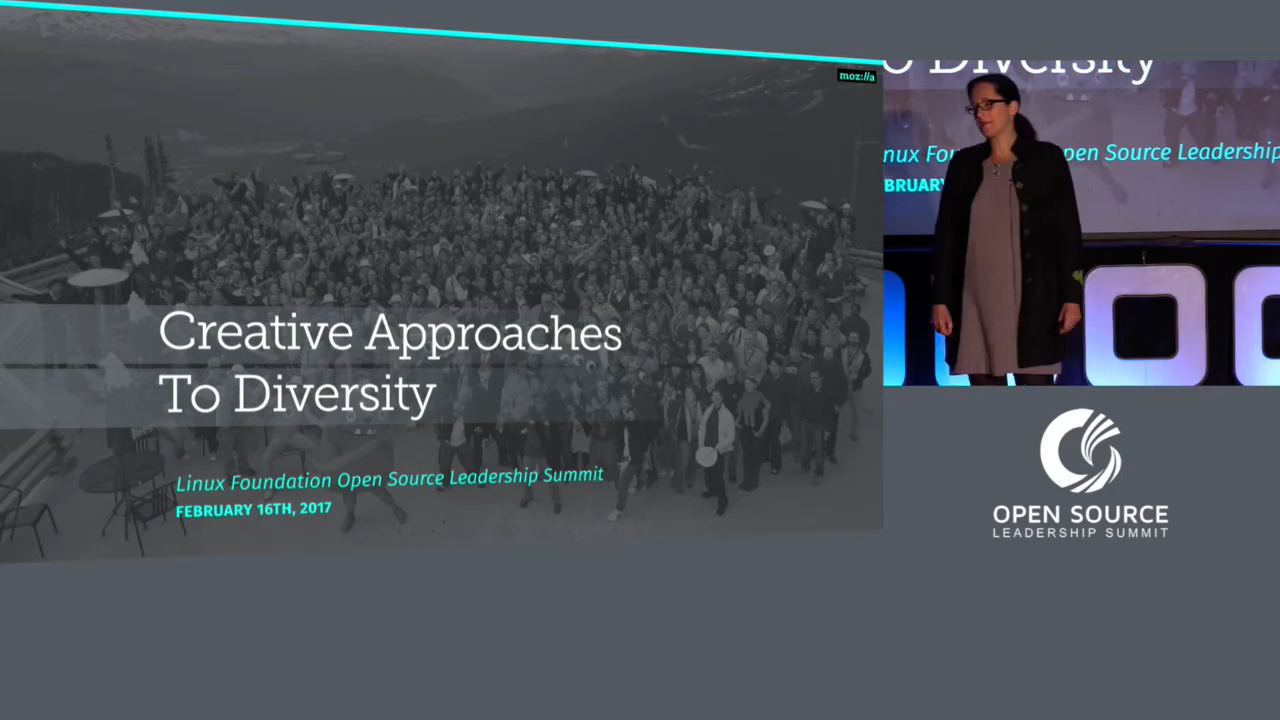 moz://a
Creative Approaches
To Diversity
Linux Foundation Open Source Leadership Summit
FEBRUARY 16TH, 2017
o Diversity
nux Fou pen Source Leadership
BRUARY
OPEN SOURCE
LEADERSHIP SUMMIT